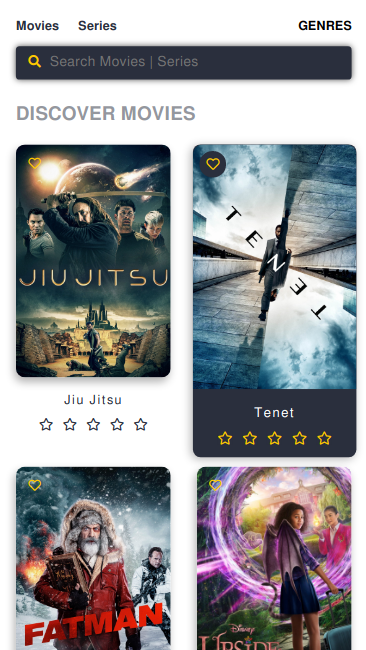 Movies Series GENRES
Search Movies | Series
DISCOVER MOVIES
JIU JITSU
TENET
Jiu Jitsu
Tenet
FATMAN
Disney
UPSIDE